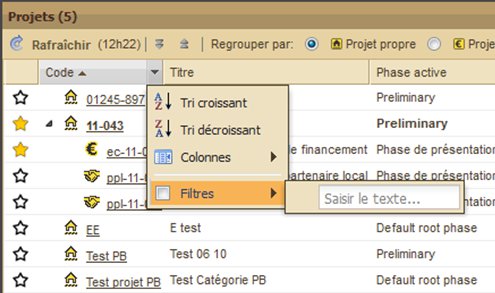 Projets (5)
Rafraîchir (12h22) Regrouper par: Projet propre Proje
Code Titre Phase active
01245-897 Preliminary
11-043 Preliminary
ec-11-0 de financement Phase de présentation
ppl-11-0 partenaire local Phase de présentation
ppl-11-0 Phase de présentation
EE E test Default root phase
Test PB Test 06 10 Preliminary
Test projet PB Test Catégorie PB Default root phase
Tri croissant
Tri décroissant
Colonnes
Filtres
Saisir le texte...